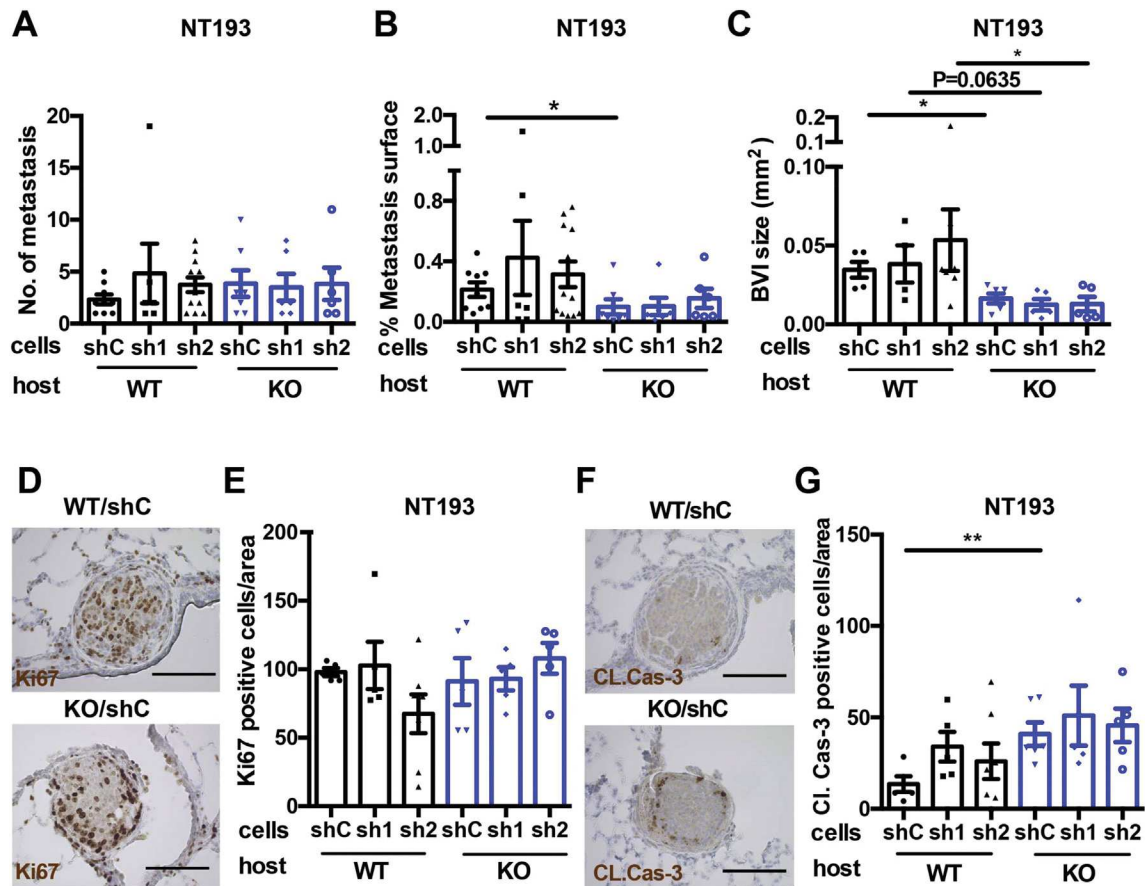 A
NT193
No. of metastasis
20
15
10
5
0
cells shC sh1 sh2 shC sh1 sh2
host WT KO
B
NT193
% Metastasis surface
*
2.0
1.0
0.8
0.4
0.0
cells shC sh1 sh2 shC sh1 sh2
host WT KO
C
NT193
*
P=0.0635
*
BVI size (mm2)
0.2
0.1
0.10
0.05
0.00
cells shC sh1 sh2 shC sh1 sh2
host WT KO
D
WT/shC
Ki67
KO/shC
Ki67
E
NT193
Ki67 positive cells/area
200
150
100
50
0
cells shC sh1 sh2 shC sh1 sh2
host WT KO
F
WT/shC
CL.Cas-3
KO/shC
CL.Cas-3
G
NT193
Cl. Cas-3 positive cells/area
**
150
100
50
0
cells shC sh1 sh2 shC sh1 sh2
host WT KO